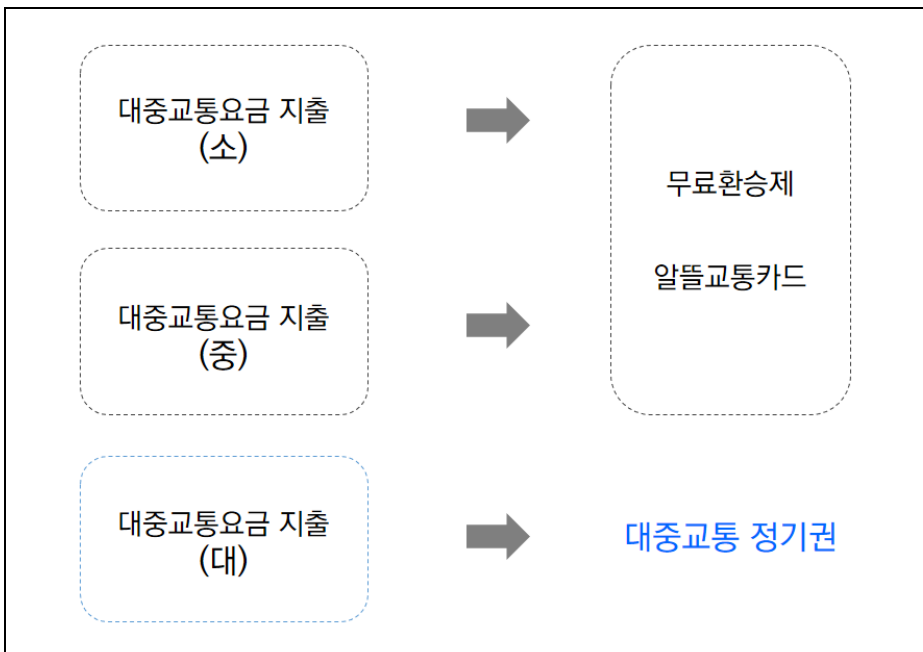 대중교통요금 지출
(소)
무료환승제
알뜰교통카드
대중교통요금 지출
(중)
대중교통요금 지출
(대)
대중교통 정기권